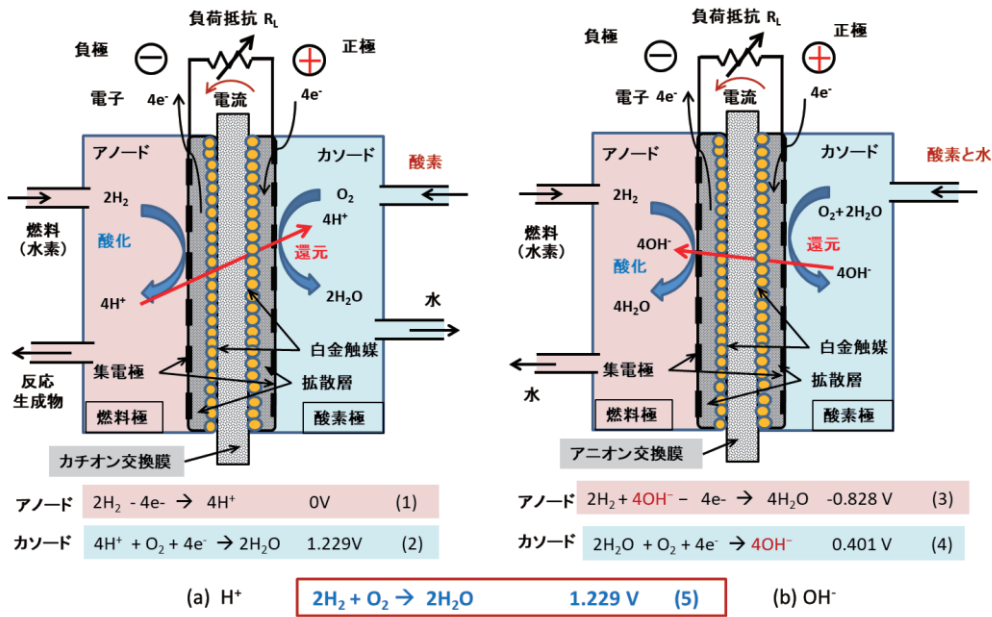 負荷抵抗 RL
負極
−
+
正極
電子 4e-
電流
4e-
アノード
カソード
酸素
2H2
O2
4H+
燃料
（水素）
酸化
還元
4H+
2H2O
水
白金触媒
集電極
拡散層
反応
生成物
燃料極
酸素極
カチオン交換膜
アノード 2H2 - 4e- → 4H+ 0V (1)
カソード 4H+ + O2 + 4e- → 2H2O 1.229V (2)
(a) H+
負荷抵抗 RL
負極
−
+
正極
電子 4e-
電流
4e-
アノード
カソード
酸素と水
2H2
O2+2H2O
燃料
（水素）
4OH-
還元
酸化
4OH-
4H2O
白金触媒
集電極
拡散層
水
燃料極
酸素極
アニオン交換膜
アノード 2H2 + 4OH− − 4e- → 4H2O -0.828 V (3)
カソード 2H2O + O2 + 4e- → 4OH− 0.401 V (4)
2H2 + O2 → 2H2O 1.229 V (5)
(b) OH-